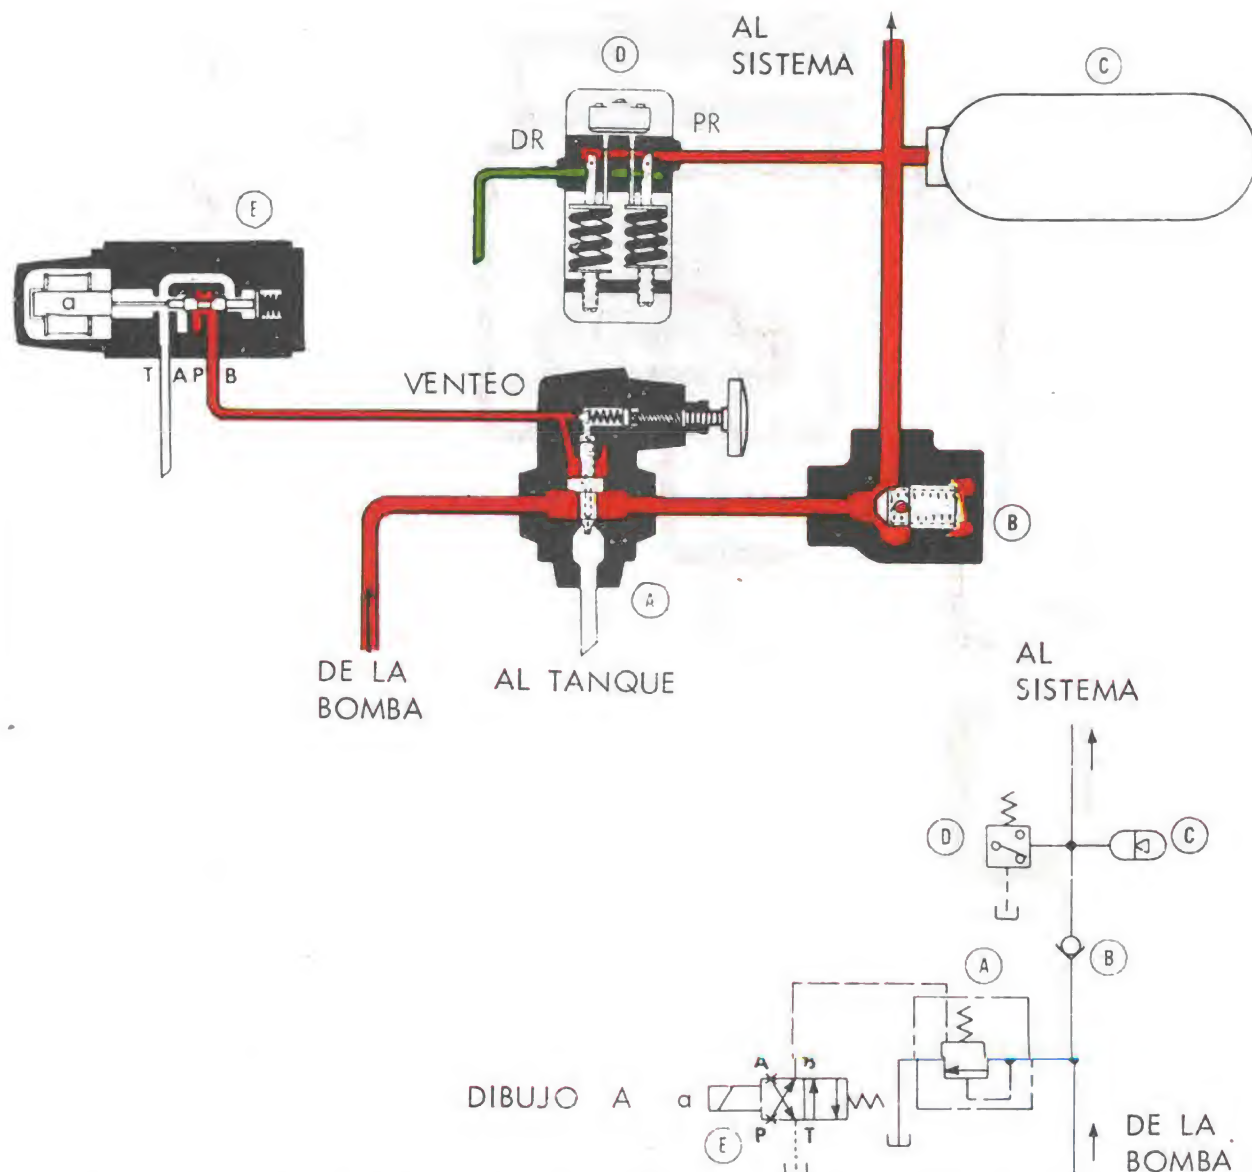 AL
SISTEMA
D
C
DR
PR
E
a
T A P B
VENTEO
B
A
DE LA
BOMBA
AL TANQUE
AL
SISTEMA
D
C
B
A
A B
DIBUJO A a
P T
E
DE LA
BOMBA